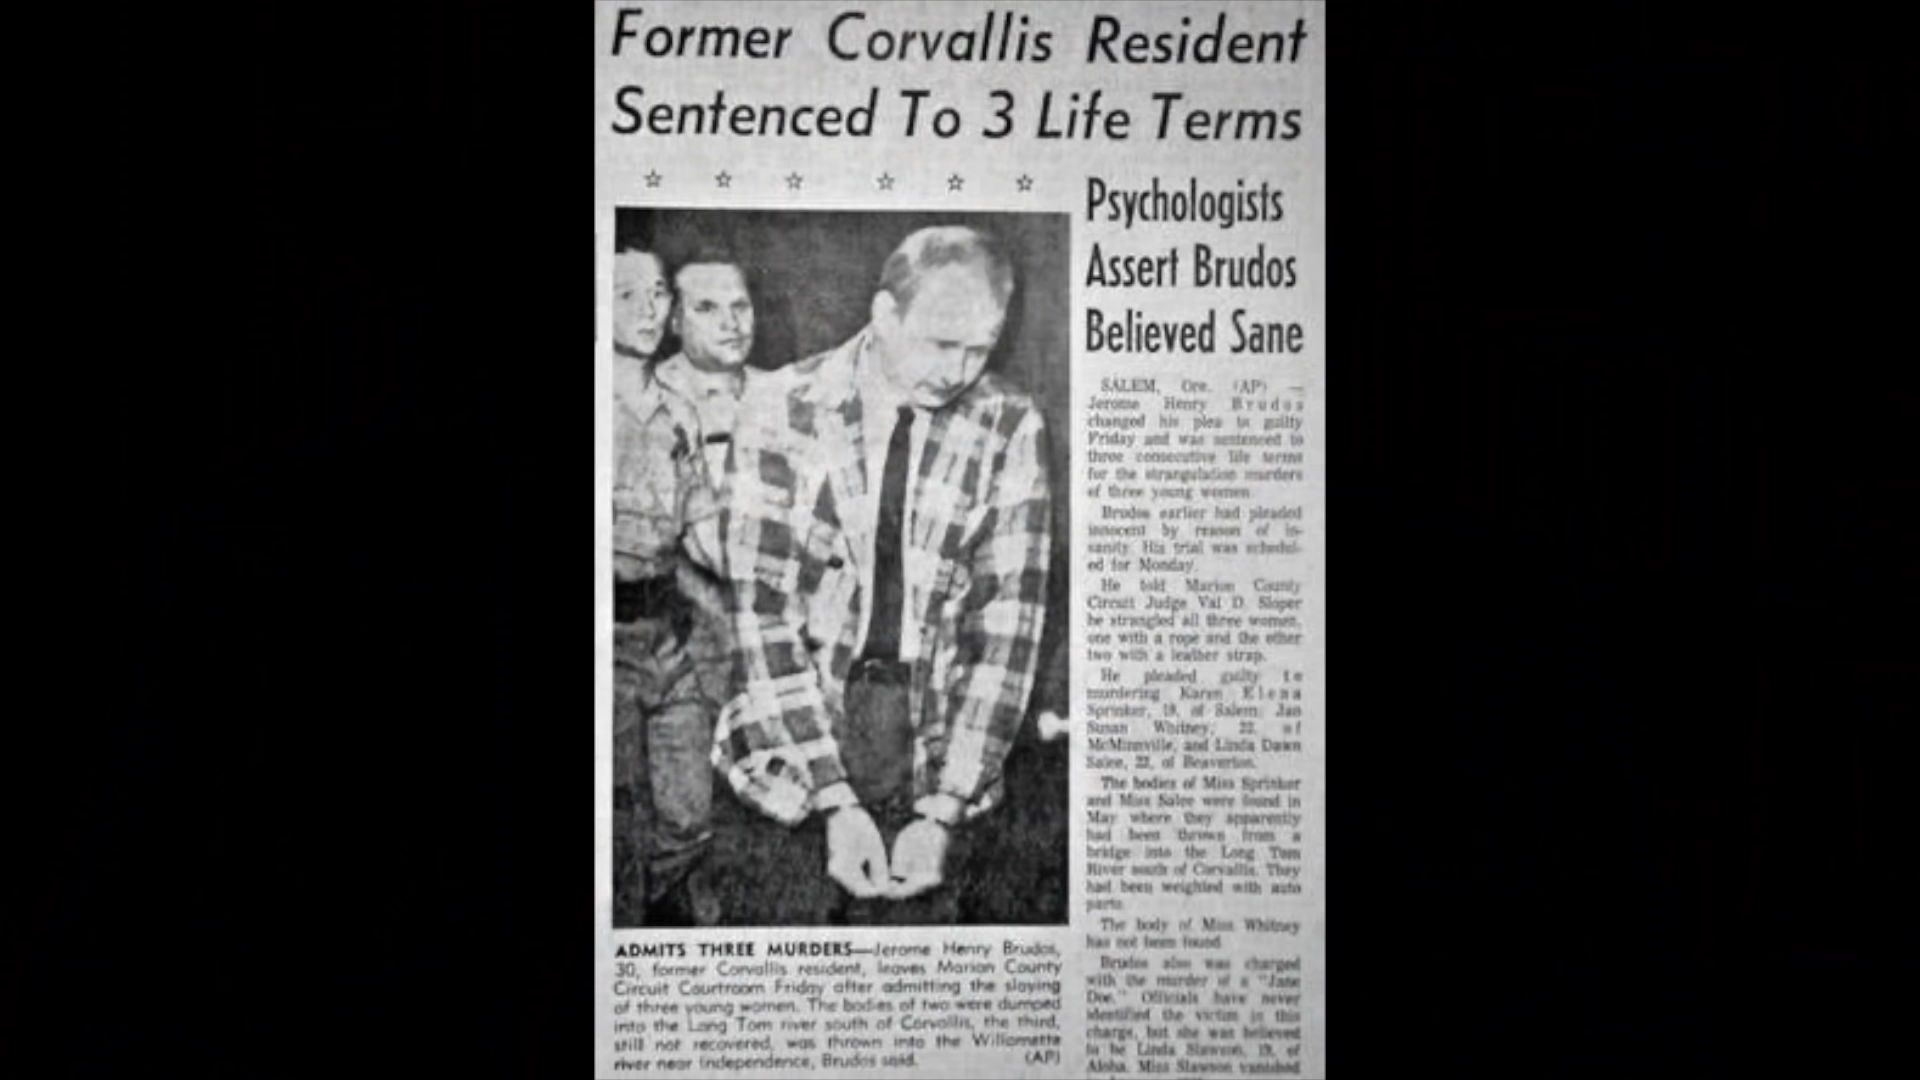 Former Corvallis Resident
Sentenced To 3 Life Terms
Psychologists
Assert Brudos
Believed Sane
SALEM, Ore. (AP) —
Jerome Henry Brudos
changed his plea to guilty
Friday and was sentenced to
three consecutive life terms
for the strangulation murders
of three young women.
Brudos earlier had pleaded
innocent by reason of in-
sanity. His trial was schedul-
ed for Monday.
He told Marion County
Circuit Judge Val D. Sloper
he strangled all three women,
one with a rope and the other
two with a leather strap.
He pleaded guilty to
murdering Karen Elena
Sprinker, 19, of Salem; Jan
Susan Whitney, 22, of
McMinnville, and Linda Dawn
Salee, 22, of Beaverton.
The bodies of Miss Sprinker
and Miss Salee were found in
May where they apparently
had been thrown from a
bridge into the Long Tom
River south of Corvallis. They
had been weighted with auto
parts.
The body of Miss Whitney
has not been found.
Brudos also was charged
with the murder of a "Jane
Doe." Officials have never
identified the victim in this
charge, but she was believed
to be Linda Slawson, 19, of
Aloha. Miss Slawson vanished
ADMITS THREE MURDERS—Jerome Henry Brudos,
30, former Corvallis resident, leaves Marion County
Circuit Courtroom Friday after admitting the slaying
of three young women. The bodies of two were dumped
into the Long Tom river south of Corvallis, the third,
still not recovered, was thrown into the Willamette
river near Independence, Brudos said. (AP)